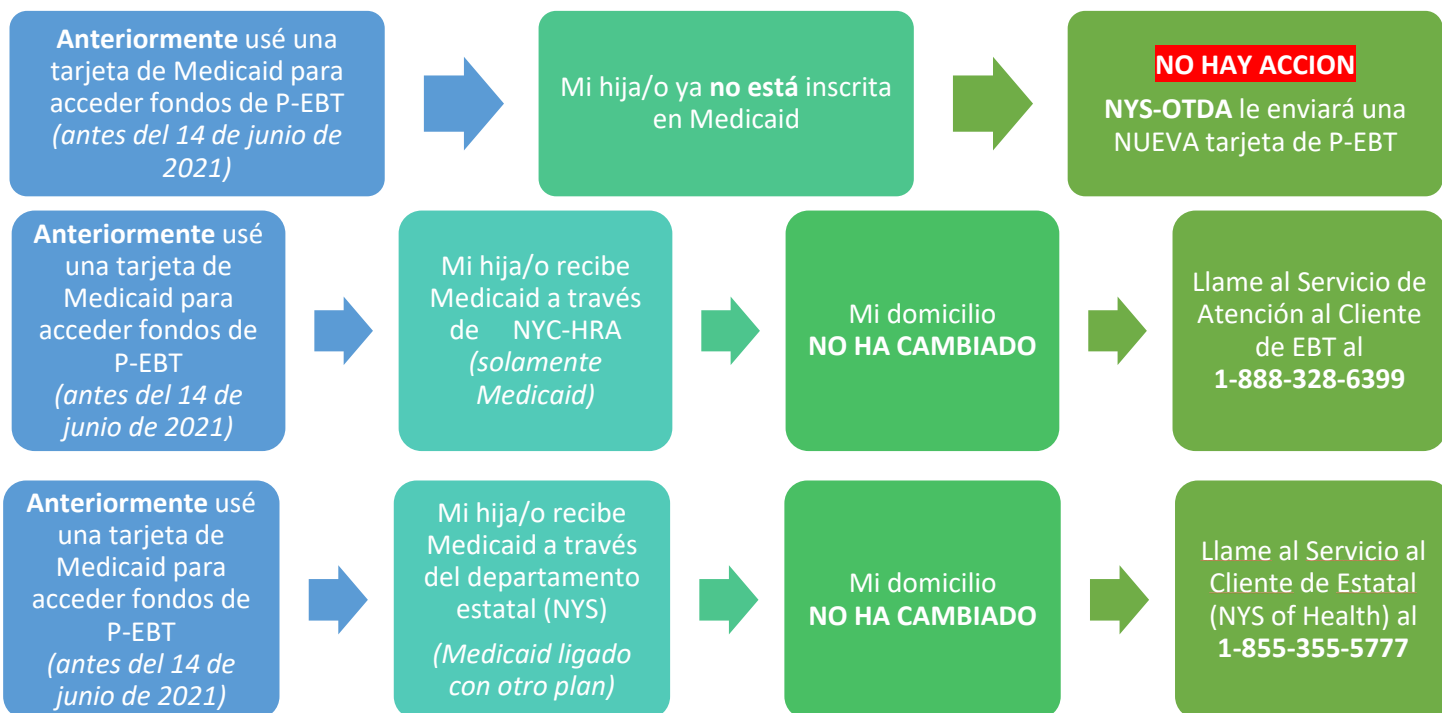 Anteriormente usé una
tarjeta de Medicaid para
acceder fondos de P-EBT
(antes del 14 de junio de
2021)
Mi hija/o ya no está inscrita
en Medicaid
NO HAY ACCION
NYS-OTDA le enviará una
NUEVA tarjeta de P-EBT
Anteriormente usé
una tarjeta de
Medicaid para
acceder fondos de
P-EBT
(antes del 14 de
junio de 2021)
Mi hija/o recibe
Medicaid a través
de NYC-HRA
(solamente
Medicaid)
Mi domicilio
NO HA CAMBIADO
Llame al Servicio de
Atención al Cliente
de EBT al
1-888-328-6399
Anteriormente usé
una tarjeta de
Medicaid para
acceder fondos de
P-EBT
(antes del 14 de
junio de 2021)
Mi hija/o recibe
Medicaid a través
del departamento
estatal (NYS)
(Medicaid ligado
con otro plan)
Mi domicilio
NO HA CAMBIADO
Llame al Servicio al
Cliente de Estatal
(NYS of Health) al
1-855-355-5777